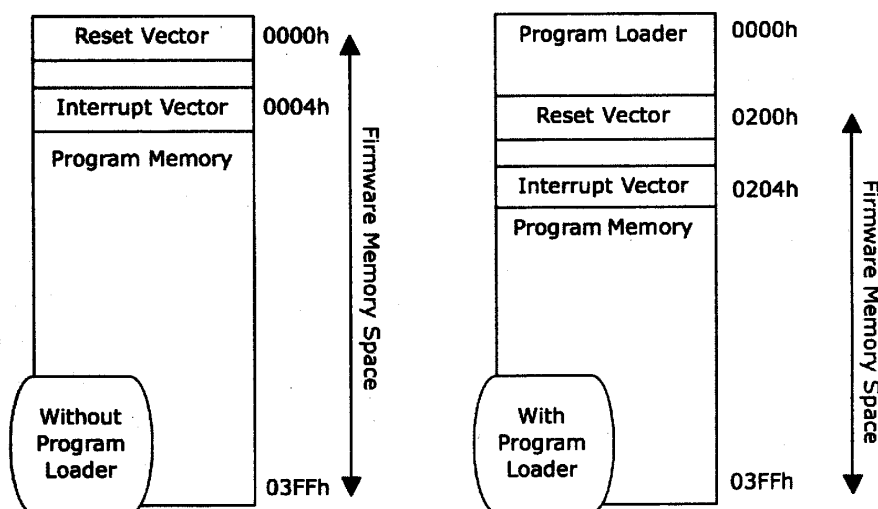 Reset Vector
0000h
Interrupt Vector
0004h
Program Memory
Firmware Memory Space
Without
Program
Loader
03FFh
Program Loader
0000h
Reset Vector
0200h
Interrupt Vector
0204h
Program Memory
Firmware Memory Space
With
Program
Loader
03FFh